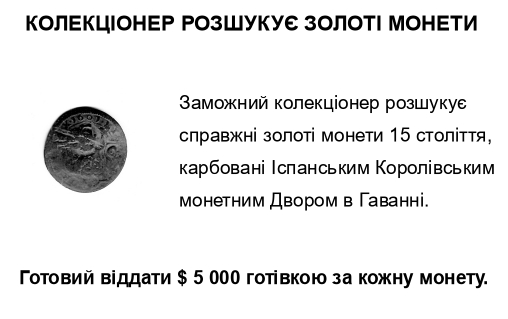 КОЛЕКЦІОНЕР РОЗШУКУЄ ЗОЛОТІ МОНЕТИ
Заможний колекціонер розшукує
справжні золоті монети 15 століття,
карбовані Іспанським Королівським
монетним Двором в Гаванні.
Готовий віддати $ 5 000 готівкою за кожну монету.